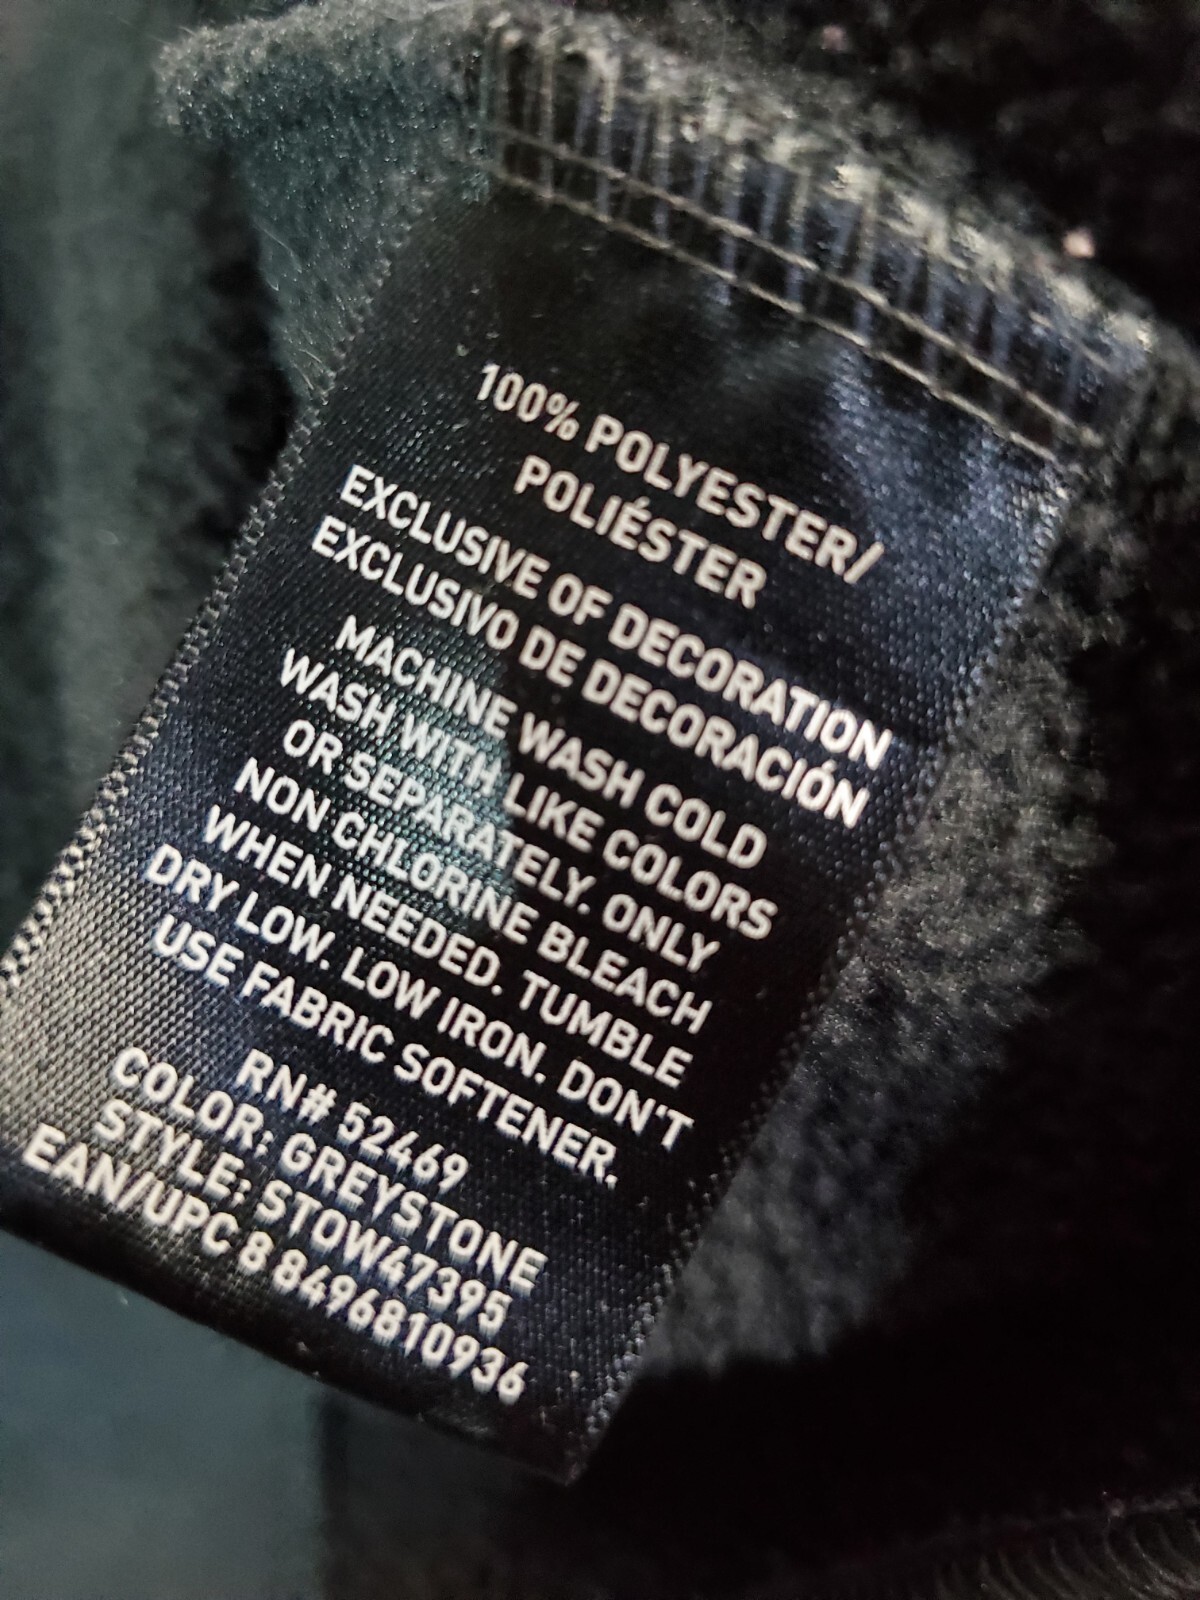 100% POLYESTER/
POLIÉSTER
EXCLUSIVE OF DECORATION
EXCLUSIVO DE DECORACIÓN
MACHINE WASH COLD
WASH WITH LIKE COLORS
OR SEPARATELY. ONLY
NON CHLORINE BLEACH
WHEN NEEDED. TUMBLE
DRY LOW. LOW IRON. DON'T
USE FABRIC SOFTENER.
RN# 52469
COLOR: GREYSTONE
STYLE: STOW47395
EAN/UPC 8 84968 10936